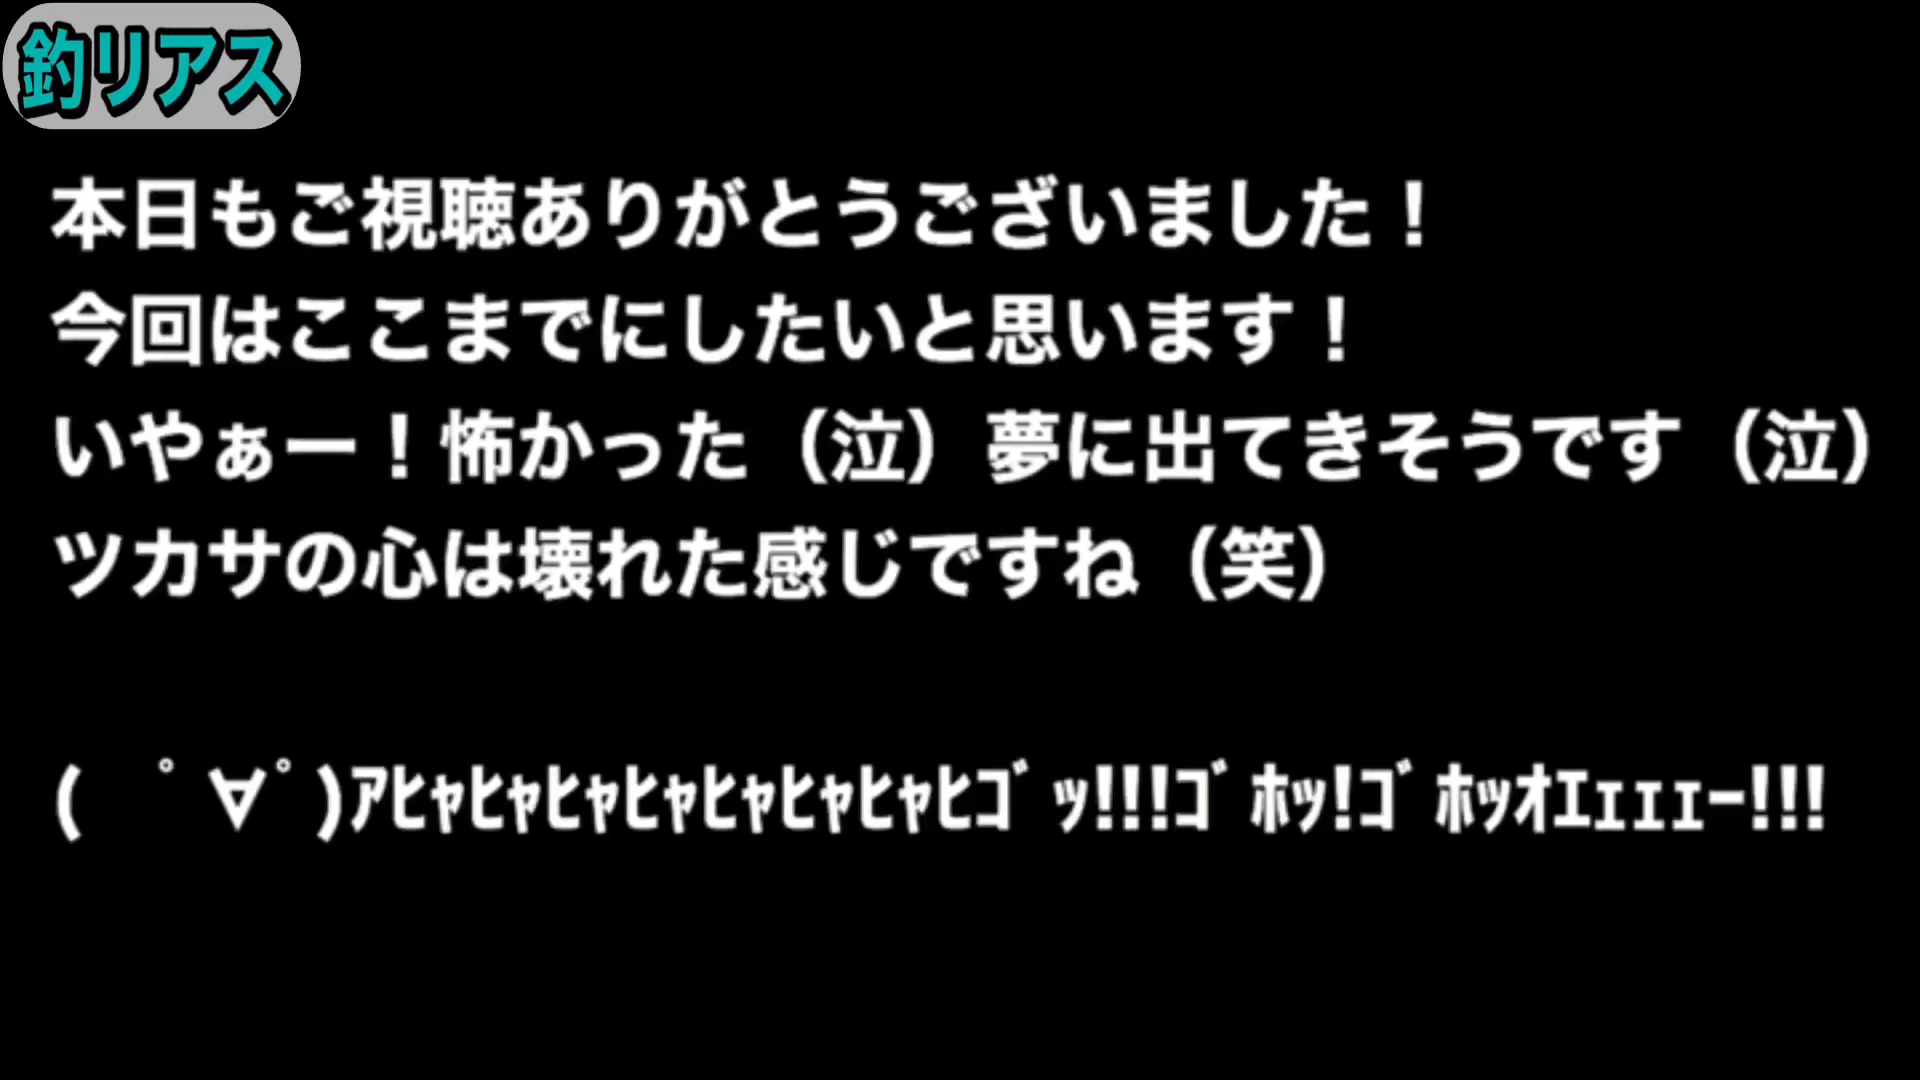 釣リアス
本日もご視聴ありがとうございました！
今回はここまでにしたいと思います！
いやぁー！怖かった（泣）夢に出てきそうです（泣）
ツカサの心は壊れた感じですね（笑）
(　ﾟ∀ﾟ)ｱﾋｬﾋｬﾋｬﾋｬﾋｬﾋｬﾋｬﾋｺﾞｯ!!!ｺﾞﾎｯ!ｺﾞﾎｯｵｴｪｪｪｰ!!!